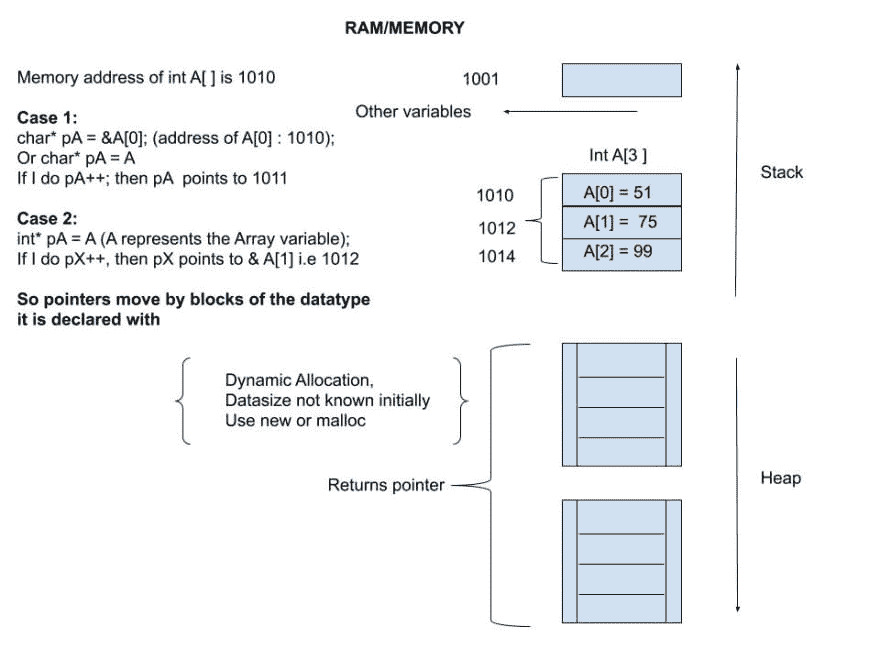 RAM/MEMORY
Memory address of int A[ ] is 1010
Case 1:
char* pA = &A[0]; (address of A[0] : 1010);
Or char* pA = A
If I do pA++; then pA points to 1011
Case 2:
int* pA = A (A represents the Array variable);
If I do pX++, then pX points to & A[1] i.e 1012
So pointers move by blocks of the datatype
it is declared with
1001
Other variables
Int A[3 ]
1010
A[0] = 51
1012
A[1] = 75
1014
A[2] = 99
Stack
Dynamic Allocation,
Datasize not known initially
Use new or malloc
Returns pointer
Heap